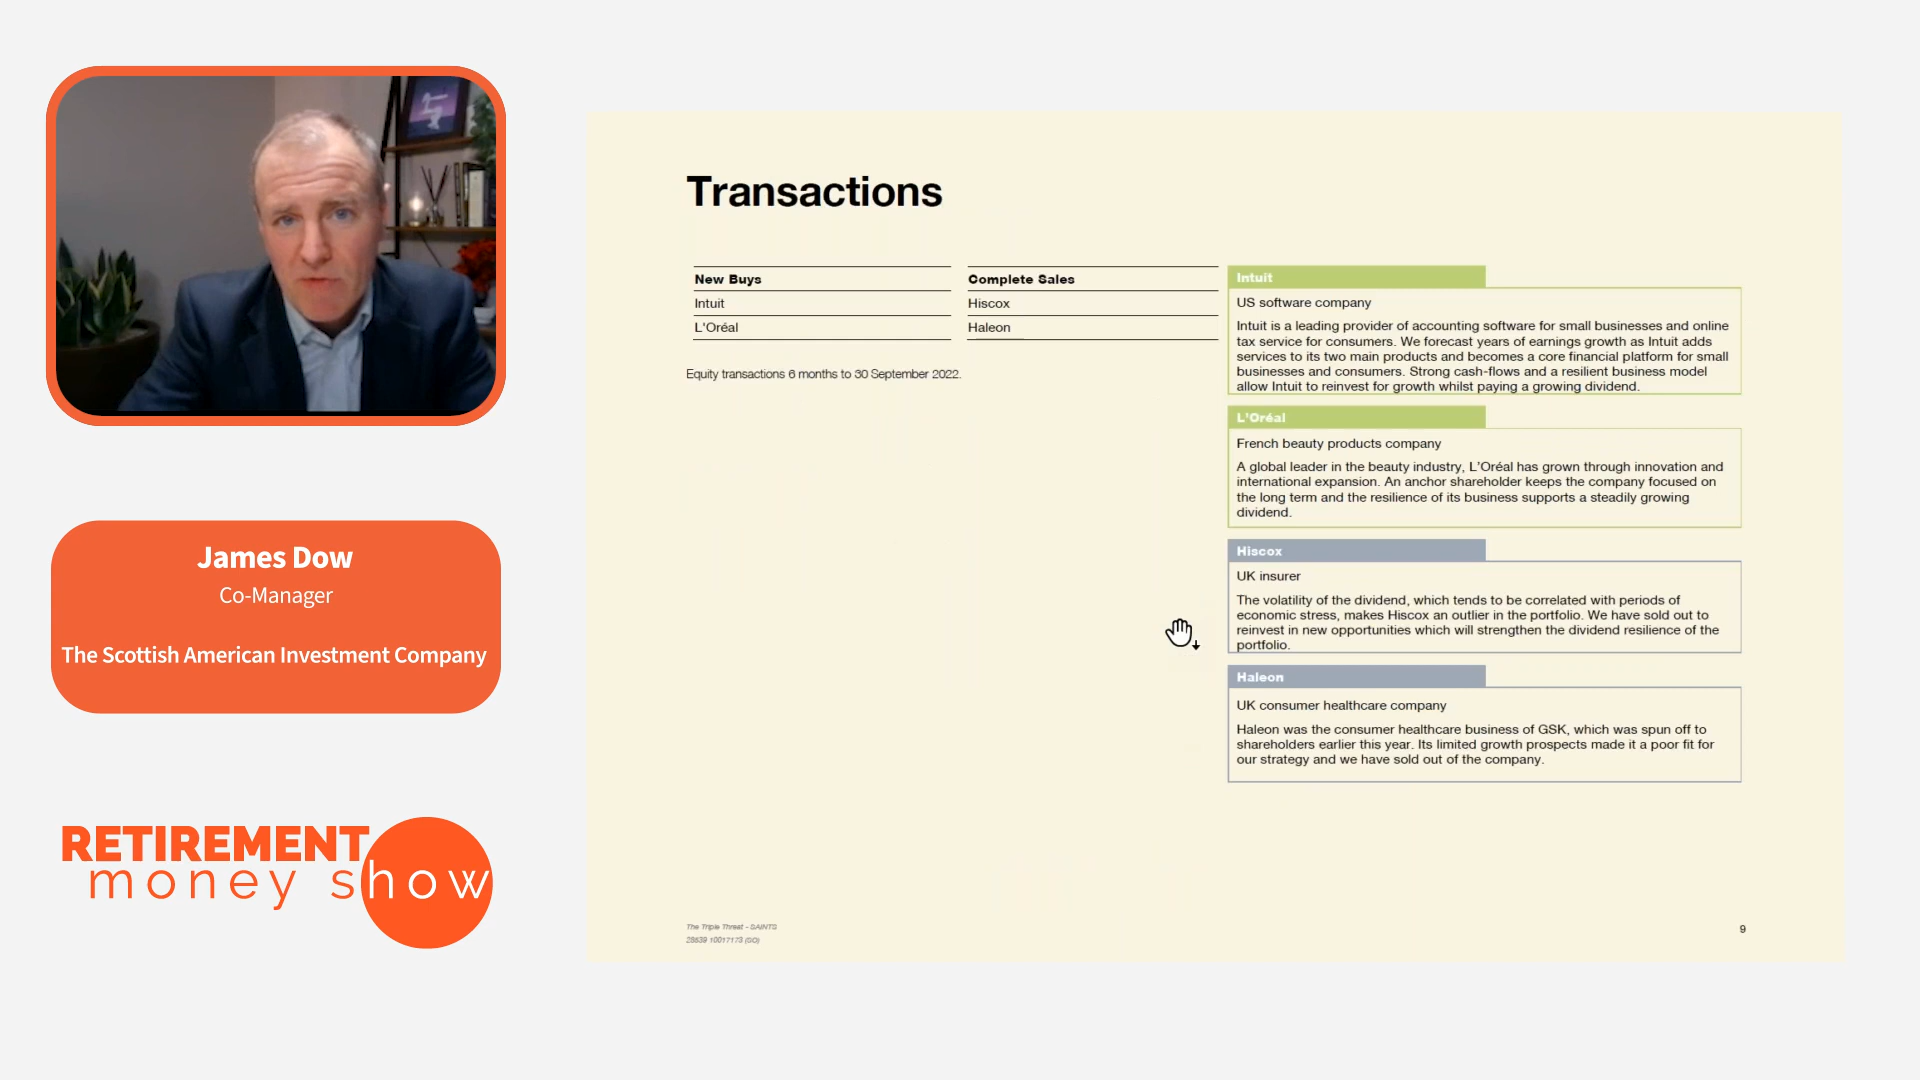 James Dow
Co-Manager
The Scottish American Investment Company
RETIREMENT
money show
Transactions
New Buys
Intuit
L'Oréal
Complete Sales
Hiscox
Haleon
Equity transactions 6 months to 30 September 2022.
Intuit
US software company
Intuit is a leading provider of accounting software for small businesses and online
tax service for consumers. We forecast years of earnings growth as Intuit adds
services to its two main products and becomes a core financial platform for small
businesses and consumers. Strong cash-flows and a resilient business model
allow Intuit to reinvest for growth whilst paying a growing dividend.
L'Oréal
French beauty products company
A global leader in the beauty industry, L'Oréal has grown through innovation and
international expansion. An anchor shareholder keeps the company focused on
the long term and the resilience of its business supports a steadily growing
dividend.
Hiscox
UK insurer
The volatility of the dividend, which tends to be correlated with periods of
economic stress, makes Hiscox an outlier in the portfolio. We have sold out to
reinvest in new opportunities which will strengthen the dividend resilience of the
portfolio.
Haleon
UK consumer healthcare company
Haleon was the consumer healthcare business of GSK, which was spun off to
shareholders earlier this year. Its limited growth prospects made it a poor fit for
our strategy and we have sold out of the company.
The Triple Threat - SAINTS
28639 10017173 (GO)
9